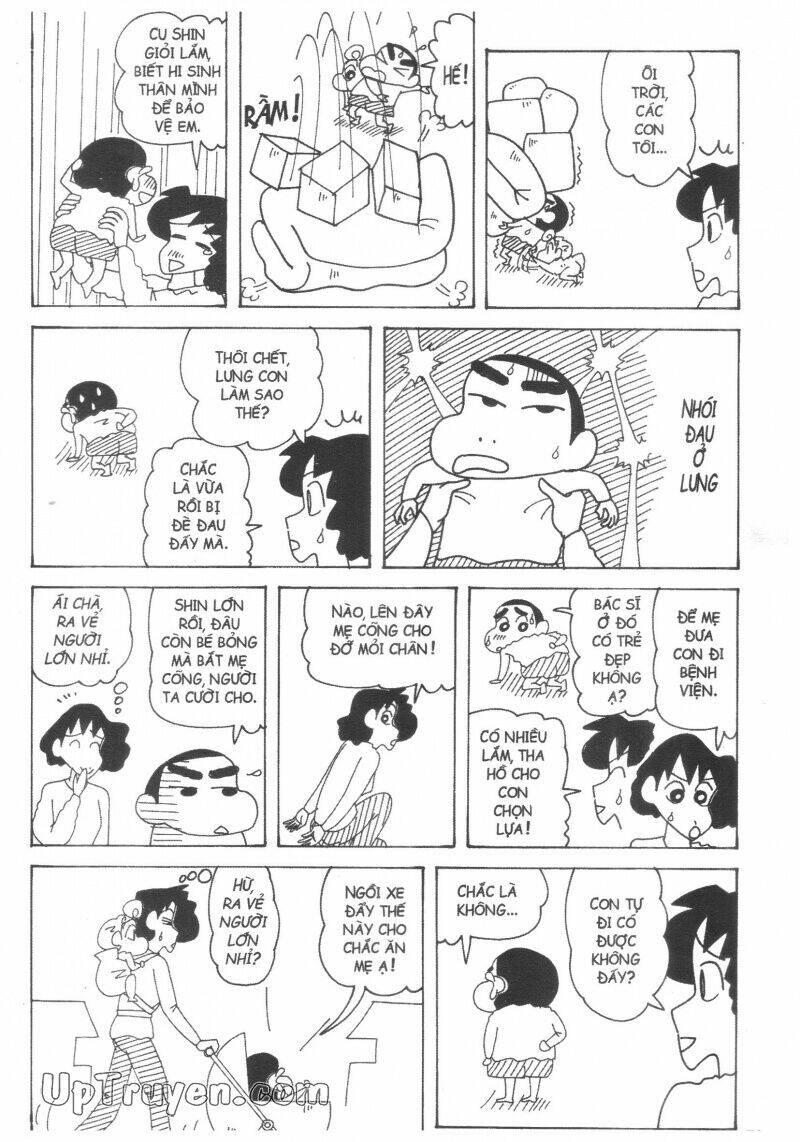 ÔI
TRỜI,
CÁC
CON
TÔI...
HẾ!
RẦM!
CU SHIN
GIỎI LẮM,
BIẾT HI SINH
THÂN MÌNH
ĐỂ BẢO
VỆ EM.
NHÓI
ĐAU
Ở
LƯNG
THÔI CHẾT,
LƯNG CON
LÀM SAO
THẾ?
CHẮC
LÀ VỪA
RỒI BỊ
ĐÈ ĐAU
ĐẤY MÀ.
ĐỂ MẸ
ĐƯA
CON ĐI
BỆNH
VIỆN.
BÁC SĨ
Ở ĐÓ
CÓ TRẺ
ĐẸP
KHÔNG
Ạ?
CÓ NHIỀU
LẮM, THA
HỒ CHO
CON
CHỌN
LỰA!
NÀO, LÊN ĐÂY
MẸ CÕNG CHO
ĐỠ MỎI CHÂN!
SHIN LỚN
RỒI, ĐÂU
CÒN BÉ BỎNG
MÀ BẮT MẸ
CÕNG, NGƯỜI
TA CƯỜI CHO.
ÁI CHÀ,
RA VẺ
NGƯỜI
LỚN NHỈ.
CON TỰ
ĐI CÓ
ĐƯỢC
KHÔNG
ĐẤY?
CHẮC LÀ
KHÔNG...
NGỒI XE
ĐẨY THẾ
NÀY CHO
CHẮC ĂN
MẸ Ạ!
HỪ,
RA VẺ
NGƯỜI
LỚN
NHỈ?
UpTruyen.com